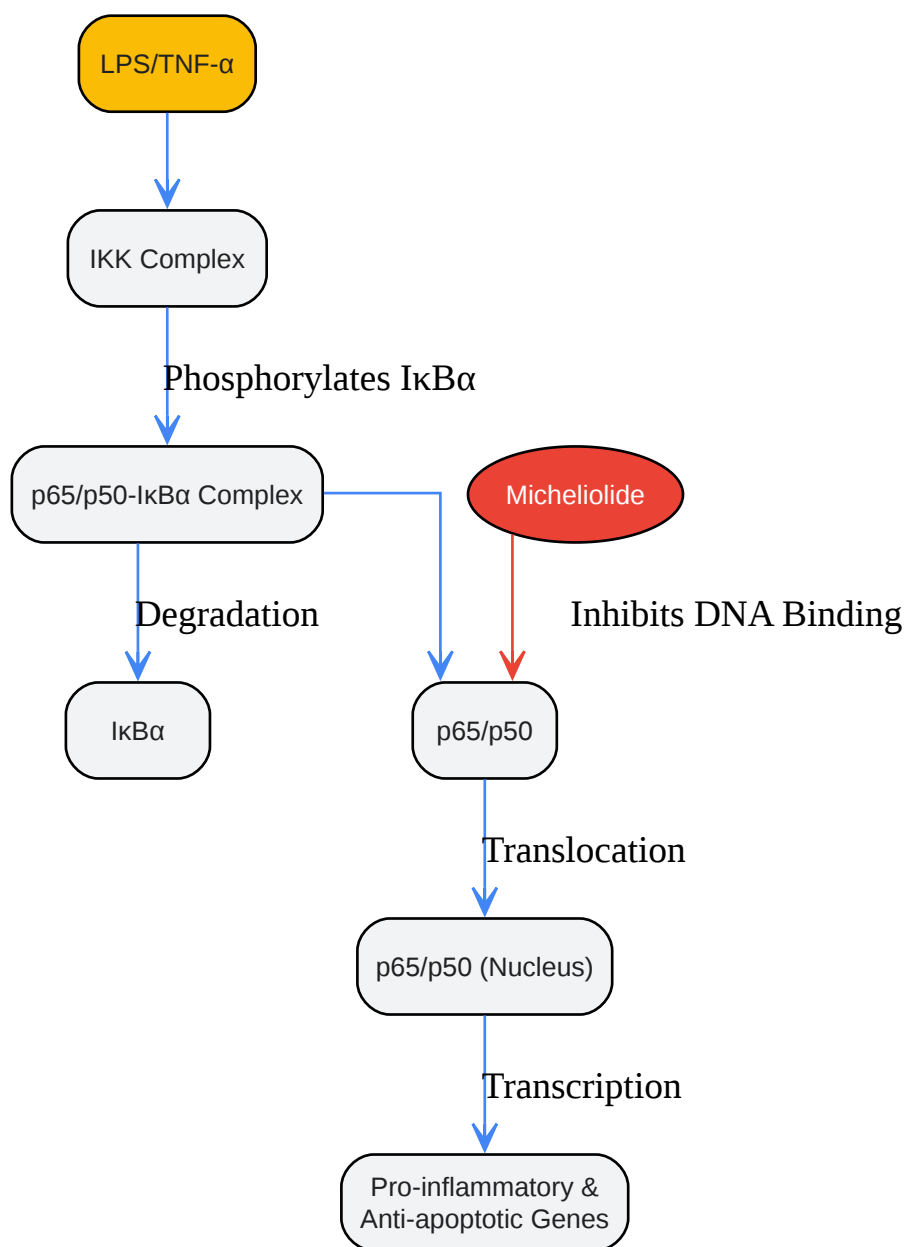 LPS/TNF-α
IKK Complex
Phosphorylates IκBα
p65/p50-IκBα Complex
Micheliolide
Degradation
Inhibits DNA Binding
IκBα
p65/p50
Translocation
p65/p50 (Nucleus)
Transcription
Pro-inflammatory &
Anti-apoptotic Genes